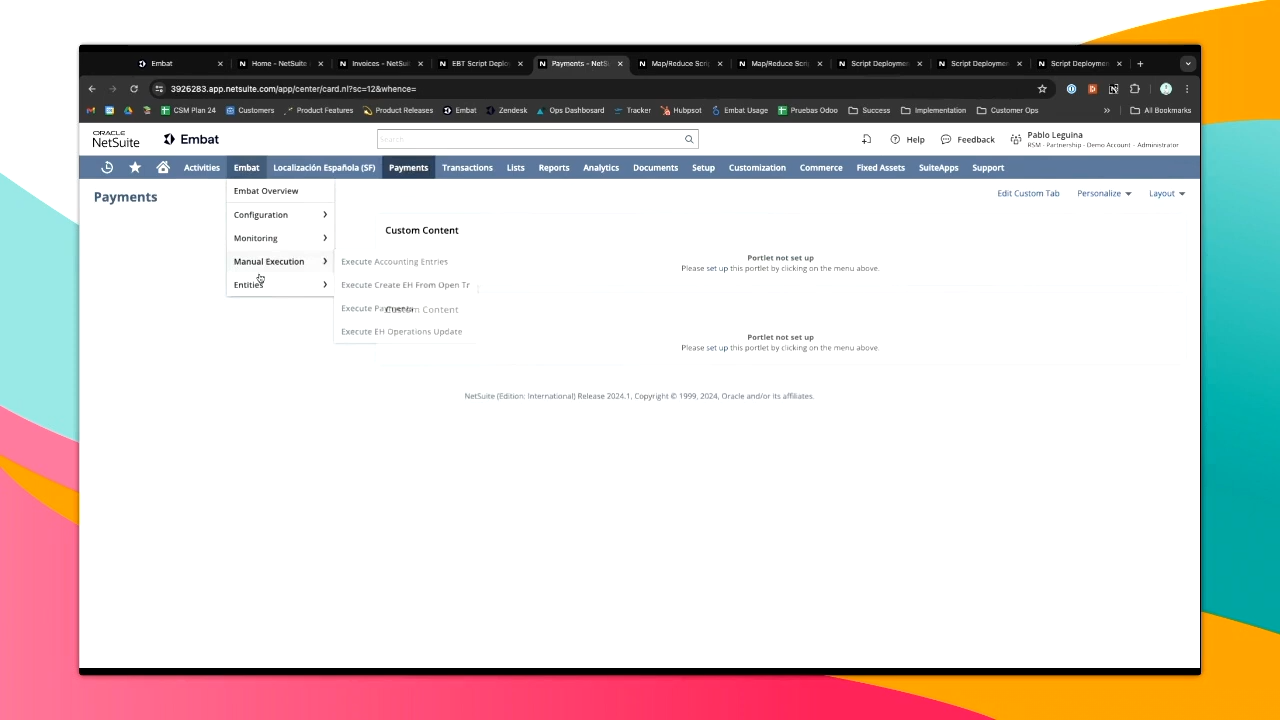 Embat
Home - NetSuite -
Invoices - NetSuit
EBT Script Deplo
Payments - NetS
Map/Reduce Scri
Map/Reduce Scri
Script Deploymen
Script Deploymen
Script Deploymen
3926283.app.netsuite.com/app/center/card.nl?sc=12&whence=
CSM Plan 24
Customers
Product Features
Product Releases
Embat
Zendesk
Ops Dashboard
Tracker
Hubspot
Embat Usage
Pruebas Odoo
Success
Implementation
Customer Ops
»
All Bookmarks
ORACLE
NetSuite
Embat
Search
Help
Feedback
Pablo Leguina
RSM - Partnership - Demo Account - Administrator
Activities
Embat
Localización Española (SF)
Payments
Transactions
Lists
Reports
Analytics
Documents
Setup
Customization
Commerce
Fixed Assets
SuiteApps
Support
Payments
Edit Custom Tab
Personalize
Layout
Embat Overview
Configuration
Monitoring
Manual Execution
Entities
Execute Accounting Entries
Execute Create EH From Open Tr
Execute Payments
Execute EH Operations Update
Custom Content
Portlet not set up
Please set up this portlet by clicking on the menu above.
Custom Content
Portlet not set up
Please set up this portlet by clicking on the menu above.
NetSuite (Edition: International) Release 2024.1, Copyright © 1999, 2024, Oracle and/or its affiliates.